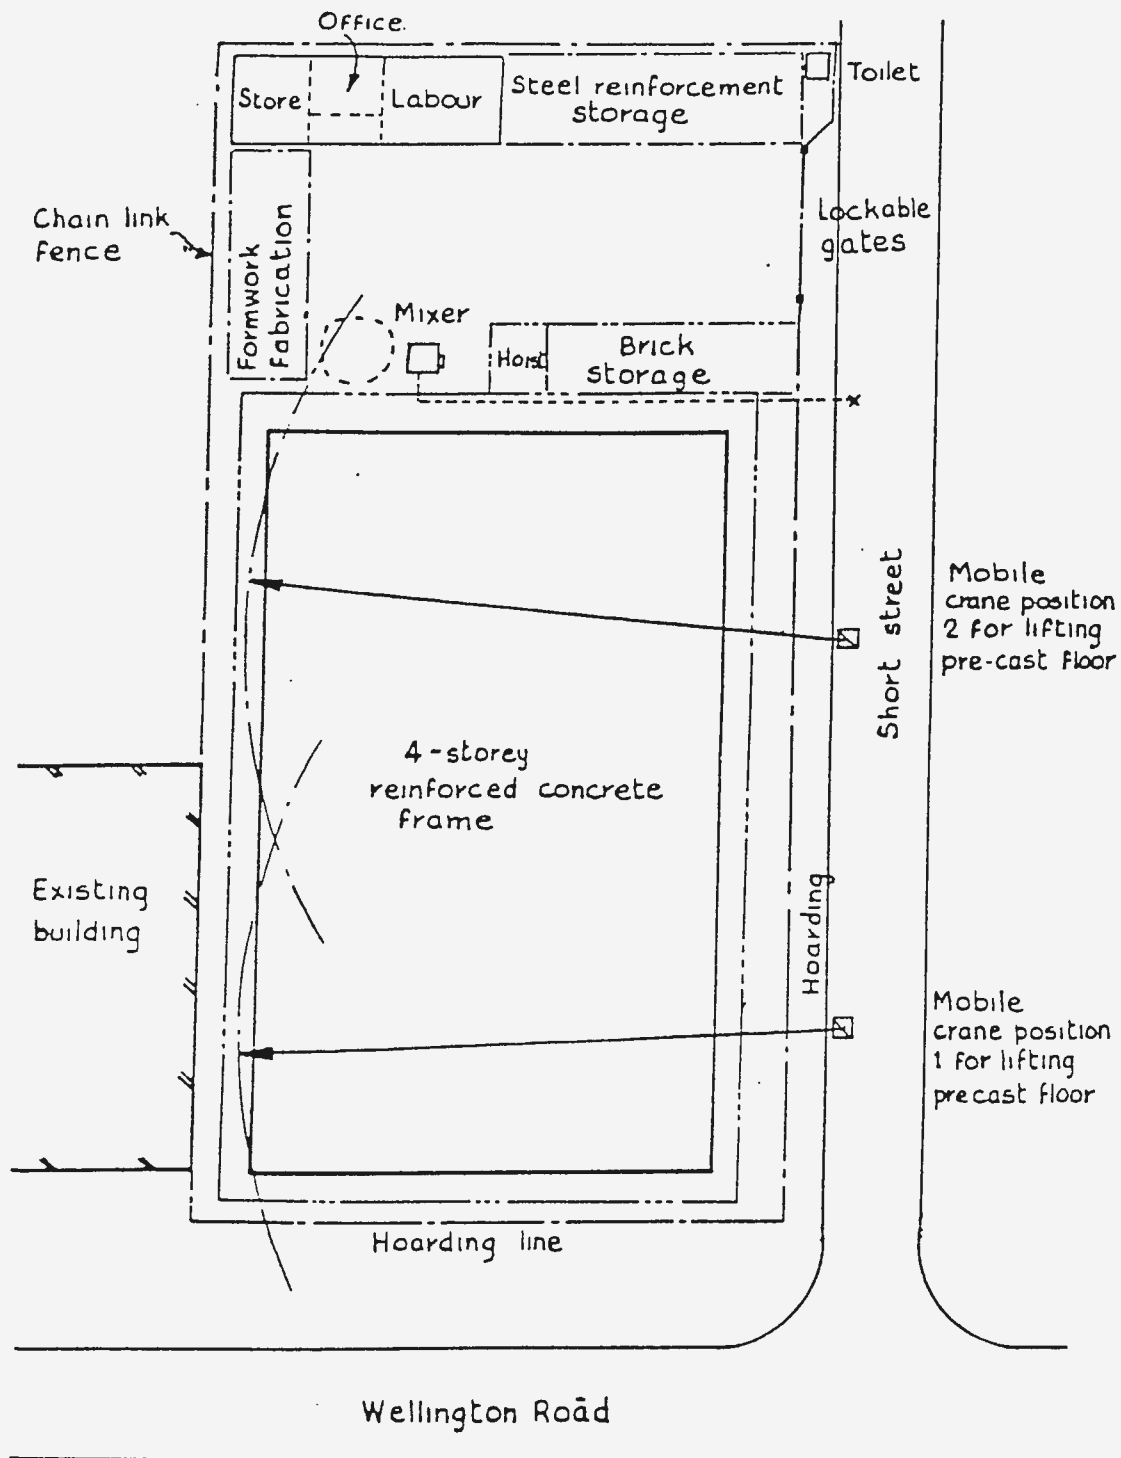 Office.
Store
Labour
Steel reinforcement
storage
Toilet
Chain link
fence
Formwork
fabrication
Lockable
gates
Mixer
Hoist
Brick
storage
x
Short street
Mobile
crane position
2 for lifting
pre-cast floor
4-storey
reinforced concrete
frame
Existing
building
Hoarding
Mobile
crane position
1 for lifting
precast floor
Hoarding line
Wellington Road